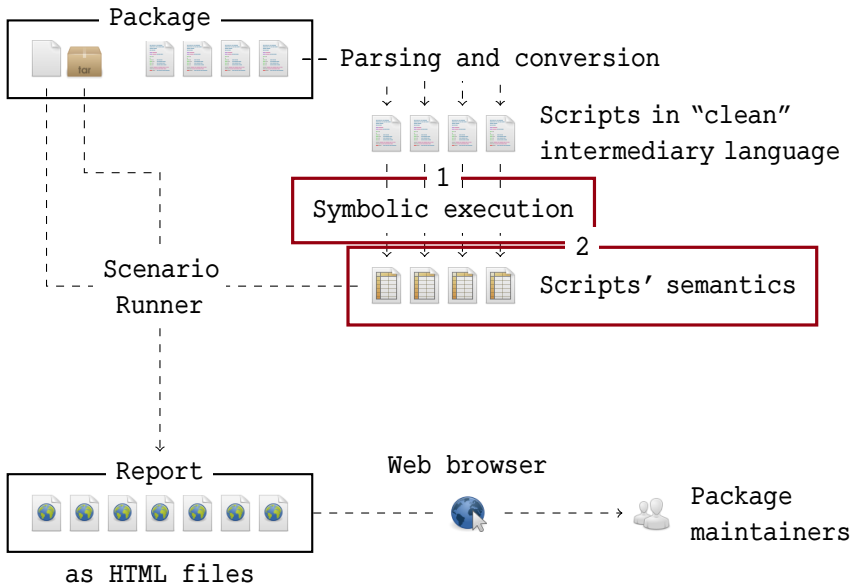 Package
tar
Parsing and conversion
Scripts in “clean”
intermediary language
1
Symbolic execution
2
Scripts’ semantics
Scenario
Runner
Report
Web browser
Package
maintainers
as HTML files